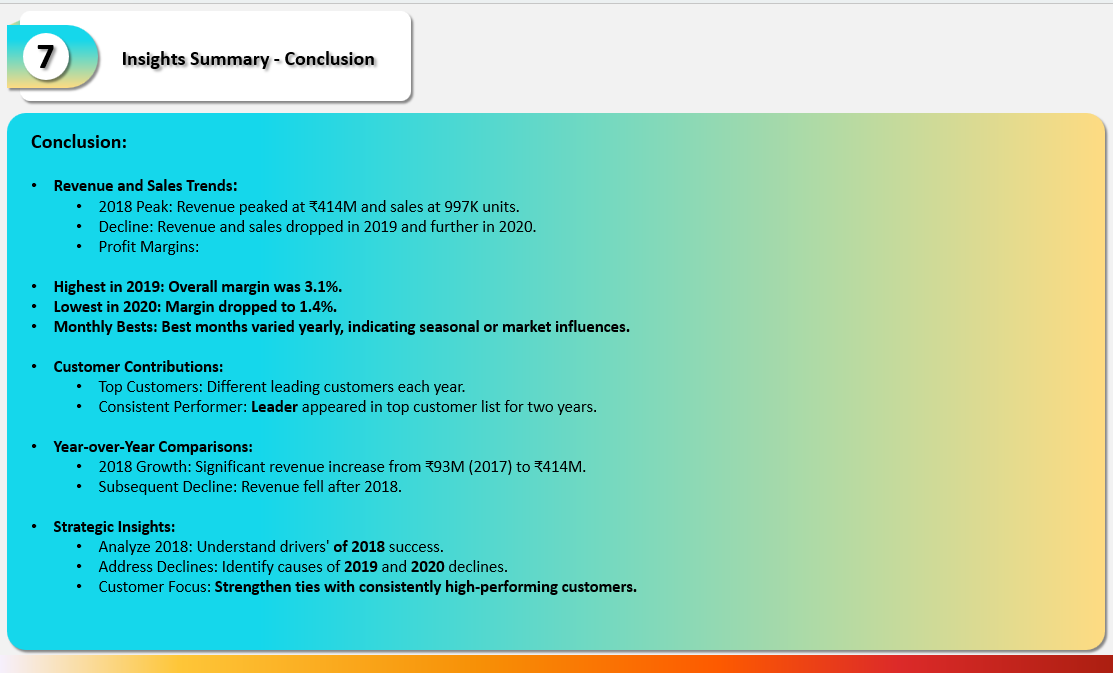 7
Insights Summary - Conclusion
Conclusion:
• Revenue and Sales Trends:
• 2018 Peak: Revenue peaked at ₹414M and sales at 997K units.
• Decline: Revenue and sales dropped in 2019 and further in 2020.
• Profit Margins:
• Highest in 2019: Overall margin was 3.1%.
• Lowest in 2020: Margin dropped to 1.4%.
• Monthly Bests: Best months varied yearly, indicating seasonal or market influences.
• Customer Contributions:
• Top Customers: Different leading customers each year.
• Consistent Performer: Leader appeared in top customer list for two years.
• Year-over-Year Comparisons:
• 2018 Growth: Significant revenue increase from ₹93M (2017) to ₹414M.
• Subsequent Decline: Revenue fell after 2018.
• Strategic Insights:
• Analyze 2018: Understand drivers' of 2018 success.
• Address Declines: Identify causes of 2019 and 2020 declines.
• Customer Focus: Strengthen ties with consistently high-performing customers.